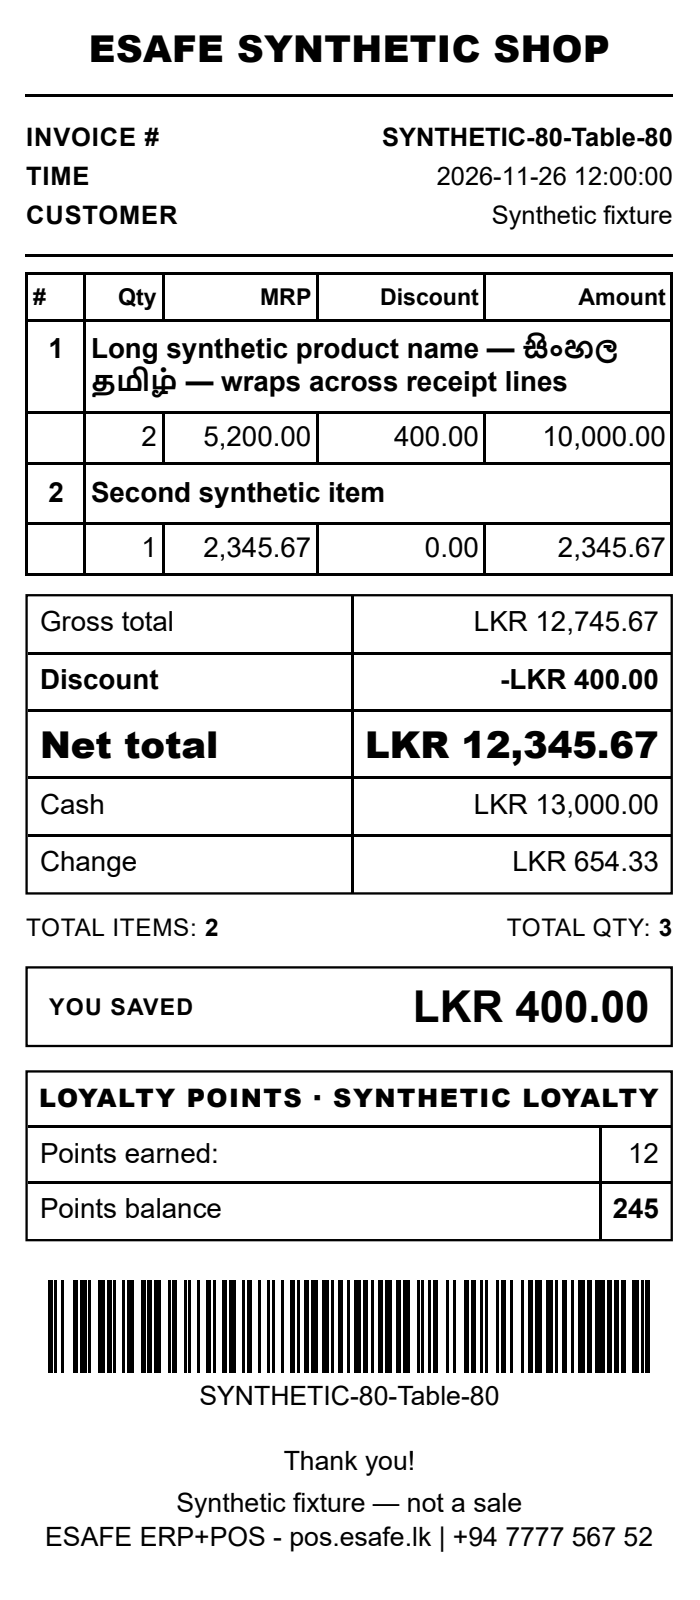 ESAFE SYNTHETIC SHOP
INVOICE # SYNTHETIC-80-Table-80
TIME 2026-11-26 12:00:00
CUSTOMER Synthetic fixture
# Qty MRP Discount Amount
1 Long synthetic product name — සිංහල
தமிழ் — wraps across receipt lines
2 5,200.00 400.00 10,000.00
2 Second synthetic item
1 2,345.67 0.00 2,345.67
Gross total LKR 12,745.67
Discount -LKR 400.00
Net total LKR 12,345.67
Cash LKR 13,000.00
Change LKR 654.33
TOTAL ITEMS: 2 TOTAL QTY: 3
YOU SAVED LKR 400.00
LOYALTY POINTS · SYNTHETIC LOYALTY
Points earned: 12
Points balance 245
SYNTHETIC-80-Table-80
Thank you!
Synthetic fixture — not a sale
ESAFE ERP+POS - pos.esafe.lk | +94 7777 567 52